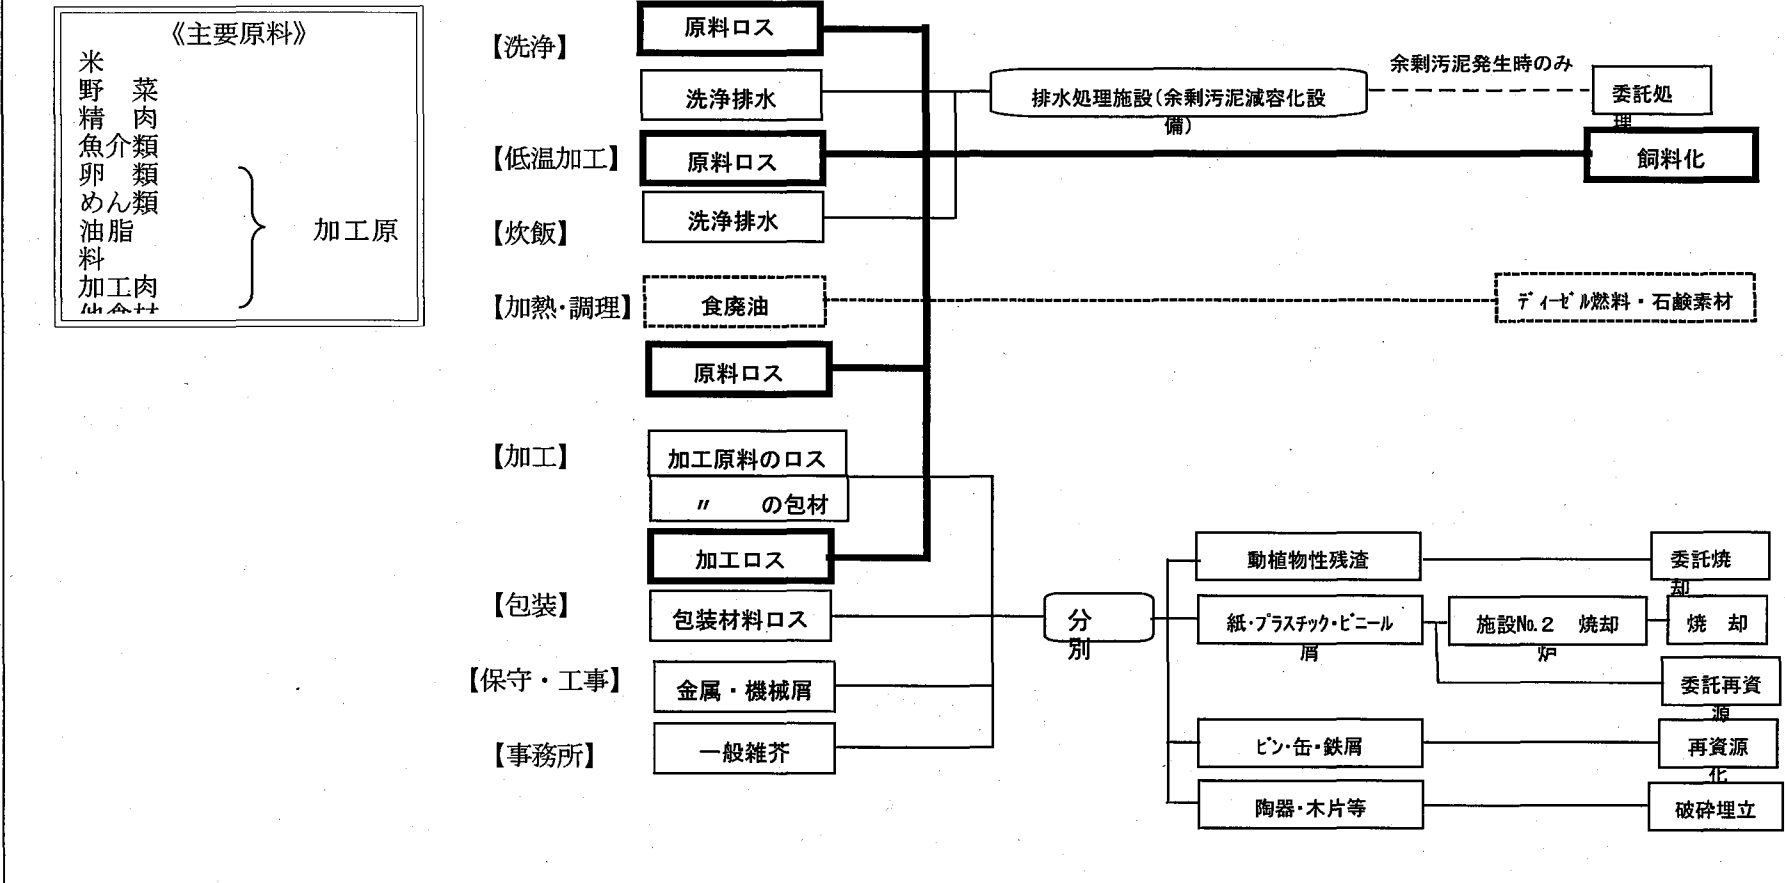 《主要原料》
米
野　菜
精　肉
魚介類
卵　類
めん類
油脂
料
加工肉
他食材
加工原
【洗浄】
原料ロス
洗浄排水
排水処理施設(余剰汚泥減容化設
備)
余剰汚泥発生時のみ
委託処
理
【低温加工】
原料ロス
飼料化
【炊飯】
洗浄排水
【加熱・調理】
食廃油
ﾃﾞｨｰｾﾞﾙ燃料・石鹸素材
原料ロス
【加工】
加工原料のロス
〃　　の包材
加工ロス
【包装】
包装材料ロス
【保守・工事】
金属・機械屑
【事務所】
一般雑芥
分
別
動植物性残渣
委託焼
却
紙・ﾌﾟﾗｽﾁｯｸ・ﾋﾞﾆｰﾙ
屑
施設№２　焼却
炉
焼　却
委託再資
源
ﾋﾞﾝ・缶・鉄屑
再資源
化
陶器・木片等
破砕埋立